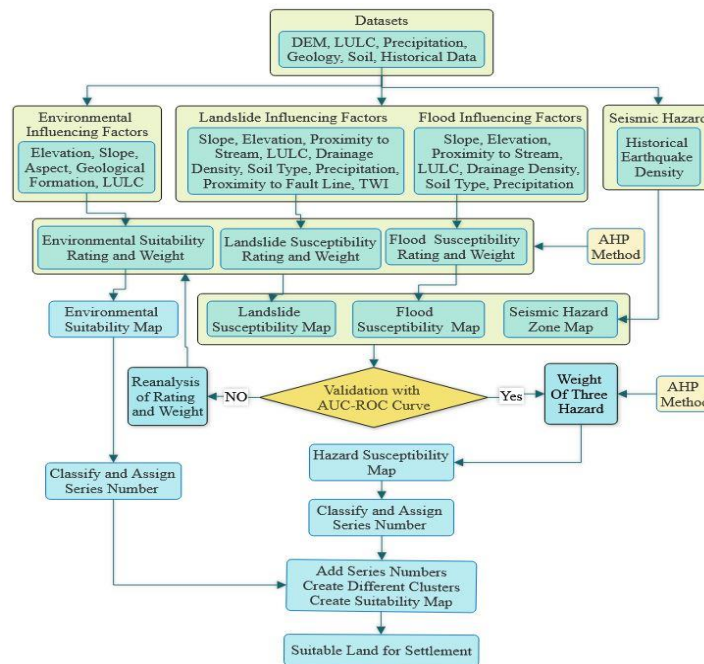 Datasets
DEM, LULC, Precipitation,
Geology, Soil, Historical Data
Environmental
Influencing Factors
Elevation, Slope,
Aspect, Geological
Formation, LULC
Landslide Influencing Factors
Slope, Elevation, Proximity to
Stream, LULC, Drainage
Density, Soil Type, Precipitation,
Proximity to Fault Line, TWI
Flood Influencing Factors
Slope, Elevation,
Proximity to Stream,
LULC, Drainage Density,
Soil Type, Precipitation
Seismic Hazard
Historical
Earthquake
Density
Environmental Suitability
Rating and Weight
Landslide Susceptibility
Rating and Weight
Flood Susceptibility
Rating and Weight
AHP
Method
Environmental
Suitability Map
Landslide
Susceptibility Map
Flood
Susceptibility Map
Seismic Hazard
Zone Map
Reanalysis
of Rating
and Weight
NO
Validation with
AUC-ROC Curve
Yes
Weight
Of Three
Hazard
AHP
Method
Classify and Assign
Series Number
Hazard Susceptibility
Map
Classify and Assign
Series Number
Add Series Numbers
Create Different Clusters
Create Suitability Map
Suitable Land for Settlement